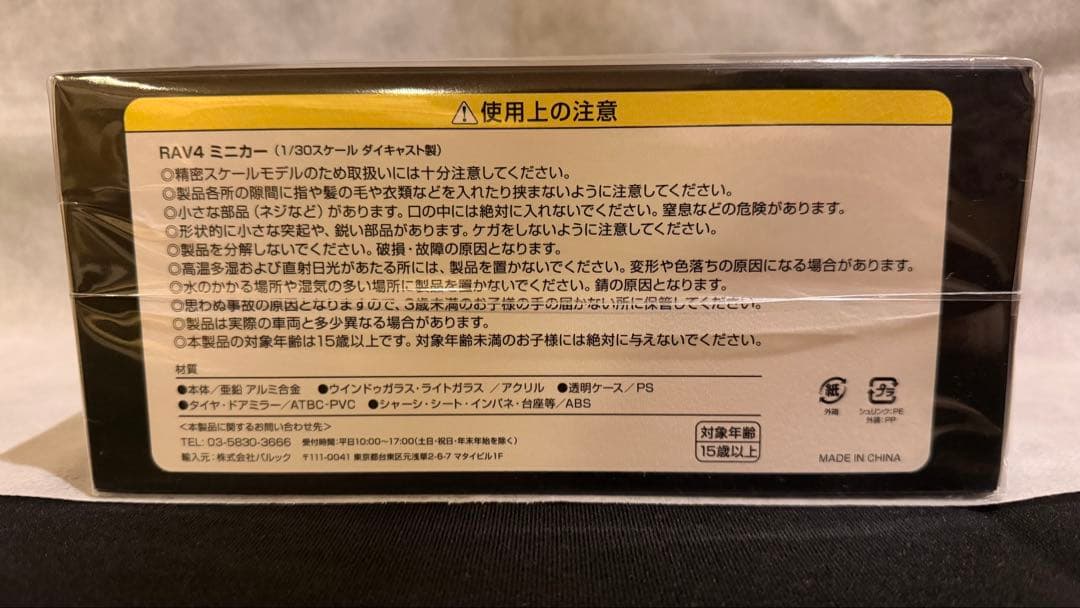 ⚠使用上の注意
RAV4 ミニカー（1/30スケール ダイキャスト製）
◎精密スケールモデルのため取扱いには十分注意してください。
◎製品各所の隙間に指や髪の毛や衣類などを入れたり挟まないように注意してください。
◎小さな部品（ネジなど）があります。口の中には絶対に入れないでください。窒息などの危険があります。
◎形状的に小さな突起や、鋭い部品があります。ケガをしないように注意してください。
◎製品を分解しないでください。破損・故障の原因となります。
◎高温多湿および直射日光があたる所には、製品を置かないでください。変形や色落ちの原因になる場合があります。
◎水のかかる場所や湿気の多い場所に製品を置かないでください。錆の原因となります。
◎思わぬ事故の原因となりますので、3歳未満のお子様の手の届かない所に保管してください。
◎製品は実際の車両と多少異なる場合があります。
◎本製品の対象年齢は15歳以上です。対象年齢未満のお子様には絶対に与えないでください。
材質
●本体／亜鉛 アルミ合金 ●ウインドゥガラス・ライトガラス ／アクリル ●透明ケース／PS
●タイヤ・ドアミラー／ATBC-PVC ●シャーシ・シート・インパネ・台座等／ABS
＜本製品に関するお問い合わせ先＞
TEL: 03-5830-3666 受付時間:平日10:00～17:00(土日・祝日・年末年始を除く)
輸入元：株式会社バルック 〒111-0041 東京都台東区元浅草2-6-7 マタイビル1F
対象年齢
15歳以上
紙
外箱
プラ
シュリンク:PE
外装:PP
MADE IN CHINA